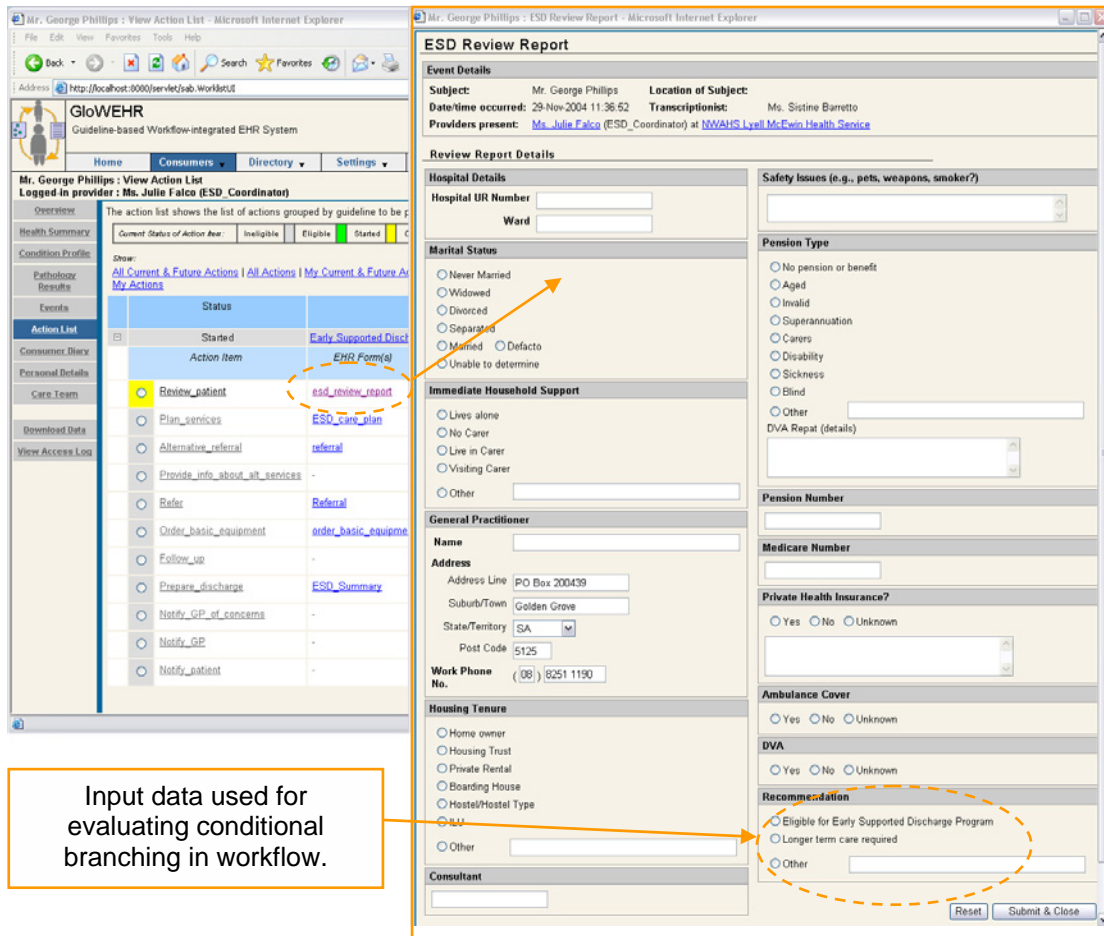 Mr. George Phillips : View Action List - Microsoft Internet Explorer
File Edit View Favorites Tools Help
Back Search Favorites
Address http://localhost:8080/servlet/sab.WorklistUI
GloWEHR
Guideline-based Workflow-integrated EHR System
Home Consumers Directory Settings
Mr. George Phillips : View Action List
Logged-in provider : Ms. Julie Falco (ESD_Coordinator)
Overview
Health Summary
Condition Profile
Pathology
Results
Events
Action List
Consumer Diary
Personal Details
Care Team
Download Data
View Access Log
The action list shows the list of actions grouped by guideline to be p
Current Status of Action Item: Ineligible Eligible Started C
Show:
All Current & Future Actions | All Actions | My Current & Future Ac
My Actions
Status
Started Early Supported Disch
Action Item EHR Form(s)
Review_patient esd_review_report
Plan_services ESD_care_plan
Alternative_referral referral
Provide_info_about_alt_services -
Refer Referral
Order_basic_equipment order_basic_equipme
Follow_up -
Prepare_discharge ESD_Summary
Notify_GP_of_concerns -
Notify_GP -
Notify_patient -
Input data used for
evaluating conditional
branching in workflow.
Mr. George Phillips : ESD Review Report - Microsoft Internet Explorer
ESD Review Report
Event Details
Subject: Mr. George Phillips Location of Subject:
Date/time occurred: 29-Nov-2004 11:36:52 Transcriptionist: Ms. Sistine Barretto
Providers present: Ms. Julie Falco (ESD_Coordinator) at NWAHS Lyell McEwin Health Service
Review Report Details
Hospital Details
Hospital UR Number
Ward
Marital Status
Never Married
Widowed
Divorced
Separated
Married Defacto
Unable to determine
Immediate Household Support
Lives alone
No Carer
Live in Carer
Visiting Carer
Other
General Practitioner
Name
Address
Address Line PO Box 200439
Suburb/Town Golden Grove
State/Territory SA
Post Code 5125
Work Phone
No. (08) 8251 1190
Housing Tenure
Home owner
Housing Trust
Private Rental
Boarding House
Hostel/Hostel Type
ILU
Other
Consultant
Safety Issues (e.g., pets, weapons, smoker?)
Pension Type
No pension or benefit
Aged
Invalid
Superannuation
Carers
Disability
Sickness
Blind
Other
DVA Repat (details)
Pension Number
Medicare Number
Private Health Insurance?
Yes No Unknown
Ambulance Cover
Yes No Unknown
DVA
Yes No Unknown
Recommendation
Eligible for Early Supported Discharge Program
Longer term care required
Other
Reset Submit & Close